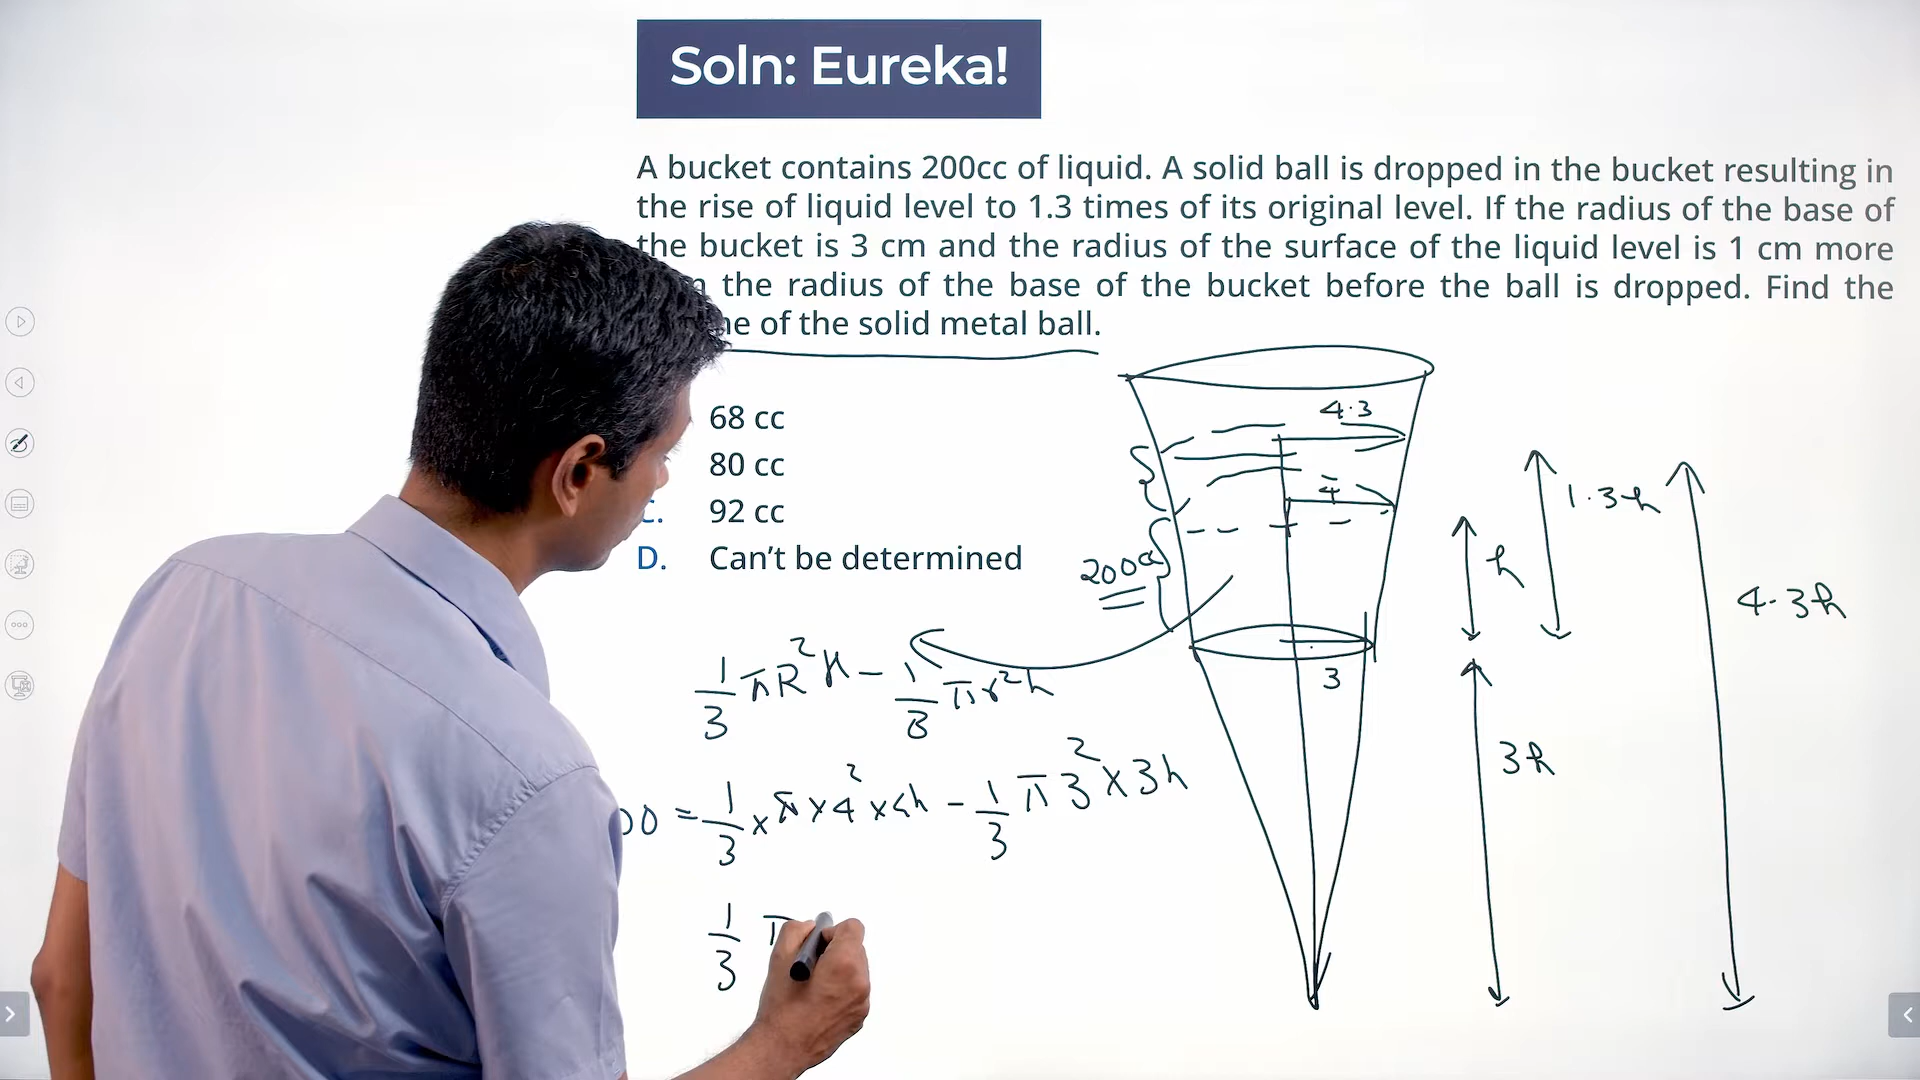 Soln: Eureka!
A bucket contains 200cc of liquid. A solid ball is dropped in the bucket resulting in
the rise of liquid level to 1.3 times of its original level. If the radius of the base of
the bucket is 3 cm and the radius of the surface of the liquid level is 1 cm more
the radius of the base of the bucket before the ball is dropped. Find the
of the solid metal ball.
68 cc
80 cc
C. 92 cc
D. Can't be determined
4.3
4
200cc
3
h
1.3h
4.3h
3h
1/3 πR²H - 1/3 πr²h
00 = 1/3 × π × 4² × 4h - 1/3 π 3² × 3h
1/3 π